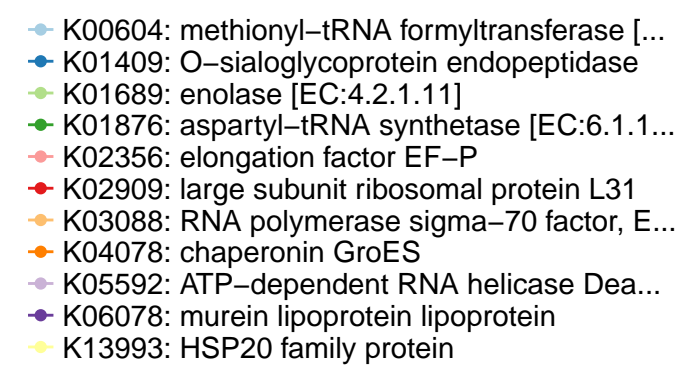 K00604: methionyl−tRNA formyltransferase [...
K01409: O−sialoglycoprotein endopeptidase
K01689: enolase [EC:4.2.1.11]
K01876: aspartyl−tRNA synthetase [EC:6.1.1...
K02356: elongation factor EF−P
K02909: large subunit ribosomal protein L31
K03088: RNA polymerase sigma−70 factor, E...
K04078: chaperonin GroES
K05592: ATP−dependent RNA helicase Dea...
K06078: murein lipoprotein lipoprotein
K13993: HSP20 family protein